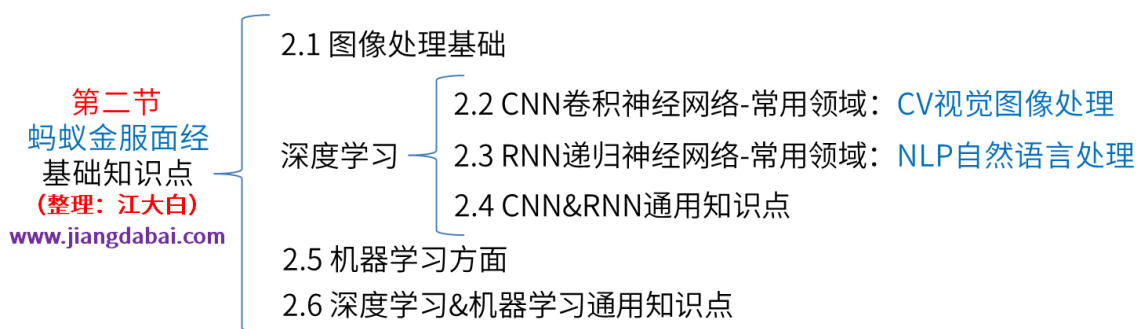 第二节
蚂蚁金服面经
基础知识点
（整理：江大白）
www.jiangdabai.com
2.1 图像处理基础
深度学习
2.2 CNN卷积神经网络-常用领域：CV视觉图像处理
2.3 RNN递归神经网络-常用领域：NLP自然语言处理
2.4 CNN&RNN通用知识点
2.5 机器学习方面
2.6 深度学习&机器学习通用知识点